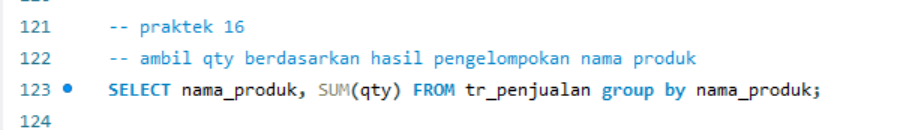 121 -- praktek 16
122 -- ambil qty berdasarkan hasil pengelompokan nama produk
123 SELECT nama_produk, SUM(qty) FROM tr_penjualan group by nama_produk;
124